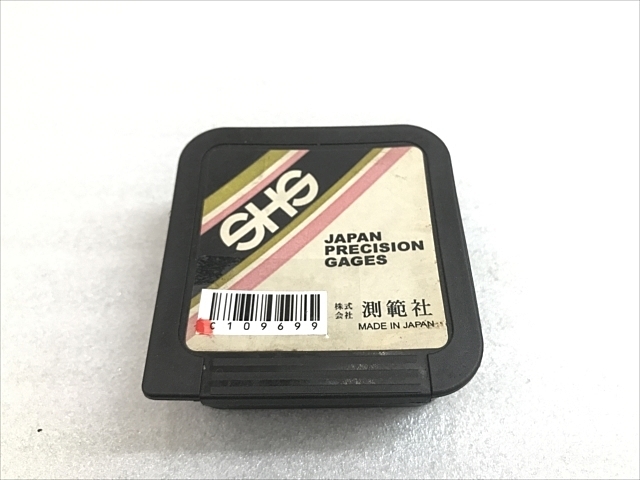 SHS
JAPAN
PRECISION
GAGES
株式会社 測範社
MADE IN JAPAN
C109699